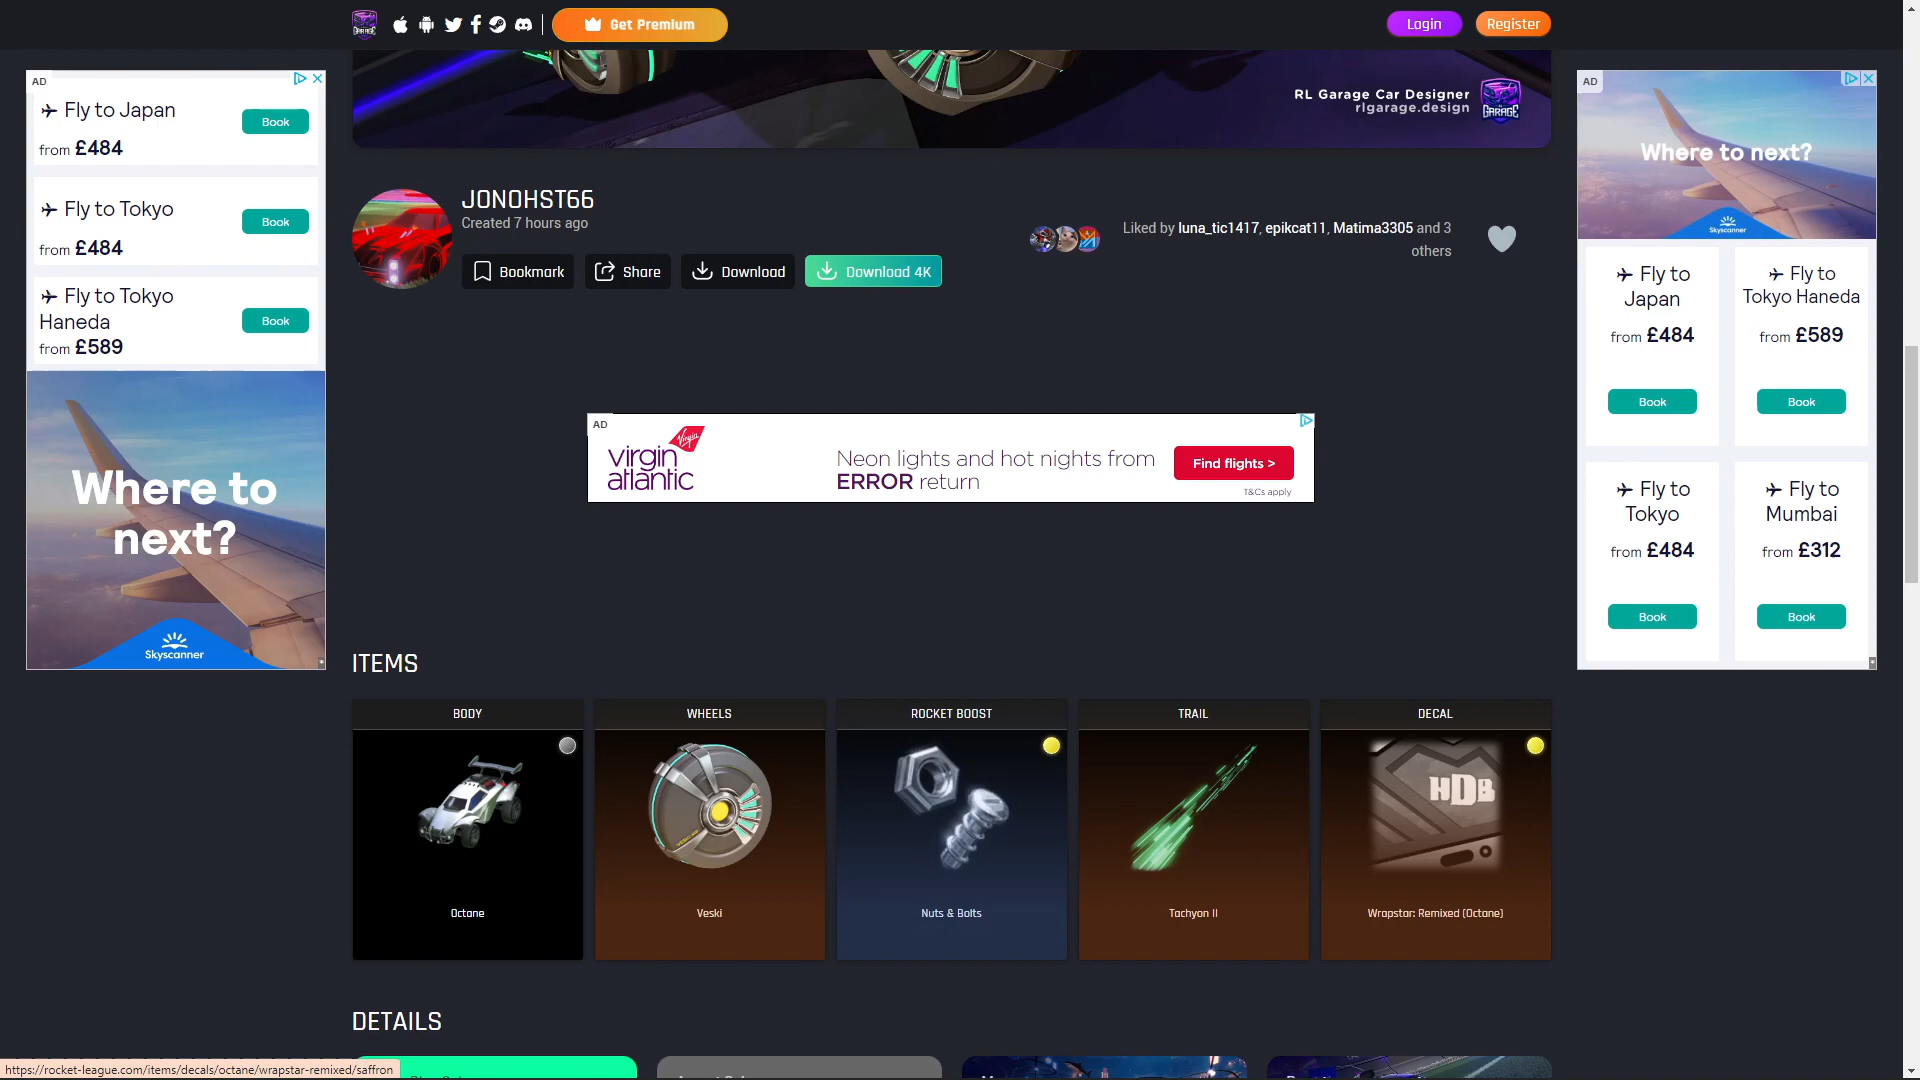 GARAGE
Get Premium
Login
Register
AD
Fly to Japan
from £484
Book
Fly to Tokyo
from £484
Book
Fly to Tokyo
Haneda
from £589
Book
Where to
next?
Skyscanner
RL Garage Car Designer
rlgarage.design
GARAGE
JONOHST66
Created 7 hours ago
Bookmark
Share
Download
Download 4K
Liked by luna_tic1417, epikcat11, Matima3305 and 3
others
AD
Virgin
virgin
atlantic
Neon lights and hot nights from
ERROR return
Find flights >
T&Cs apply
AD
Where to next?
Skyscanner
Fly to
Japan
from £484
Book
Fly to
Tokyo Haneda
from £589
Book
Fly to
Tokyo
from £484
Book
Fly to
Mumbai
from £312
Book
ITEMS
BODY
Octane
WHEELS
Veski
ROCKET BOOST
Nuts & Bolts
TRAIL
Tachyon II
DECAL
HDB
Wrapstar: Remixed (Octane)
DETAILS
https://rocket-league.com/items/decals/octane/wrapstar-remixed/saffron